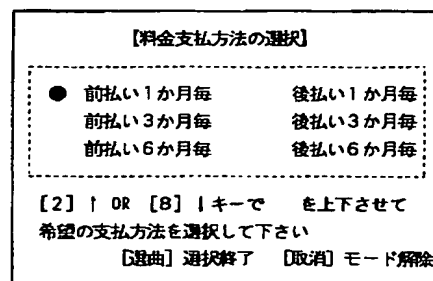 【料金支払方法の選択】
● 前払い1か月毎 後払い1か月毎
前払い3か月毎 後払い3か月毎
前払い6か月毎 後払い6か月毎
[2] ↑ OR [8] ↓キーで を上下させて
希望の支払方法を選択して下さい
[選曲] 選択終了 [取消] モード解除